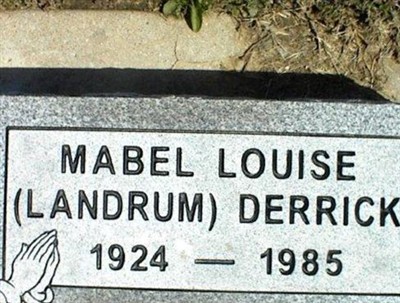 MABEL LOUISE
(LANDRUM) DERRICK
1924 — 1985